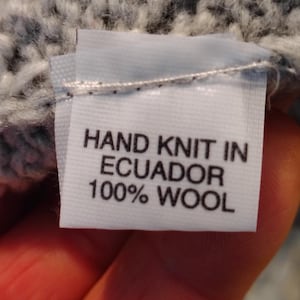 HAND KNIT IN
ECUADOR
100% WOOL